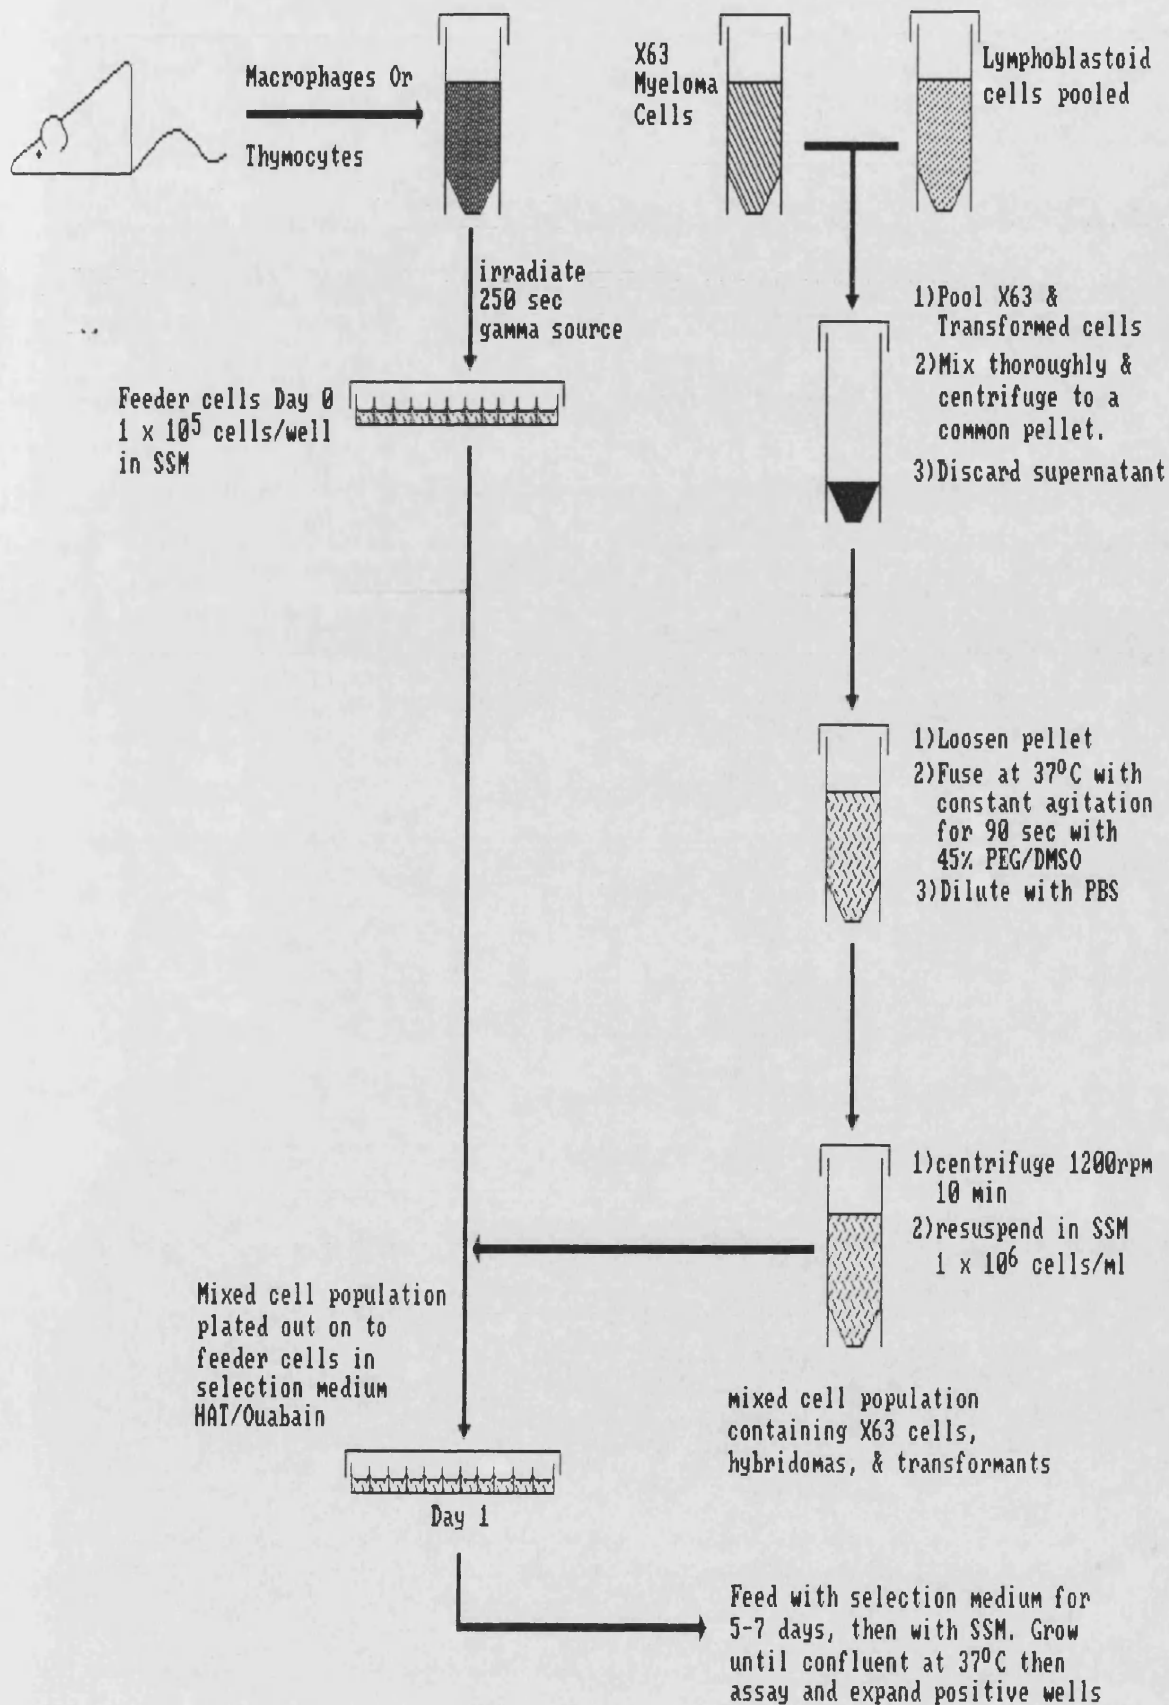 Macrophages Or
Thymocytes
X63
Myeloma
Cells
Lymphoblastoid
cells pooled
irradiate
250 sec
gamma source
Feeder cells Day 0
1 x 10⁵ cells/well
in SSM
1)Pool X63 &
Transformed cells
2)Mix thoroughly &
centrifuge to a
common pellet.
3)Discard supernatant
1)Loosen pellet
2)Fuse at 37⁰C with
constant agitation
for 90 sec with
45% PEG/DMSO
3)Dilute with PBS
1)centrifuge 1200rpm
10 min
2)resuspend in SSM
1 x 10⁶ cells/ml
Mixed cell population
plated out on to
feeder cells in
selection medium
HAT/Ouabain
mixed cell population
containing X63 cells,
hybridomas, & transformants
Day 1
Feed with selection medium for
5-7 days, then with SSM. Grow
until confluent at 37⁰C then
assay and expand positive wells